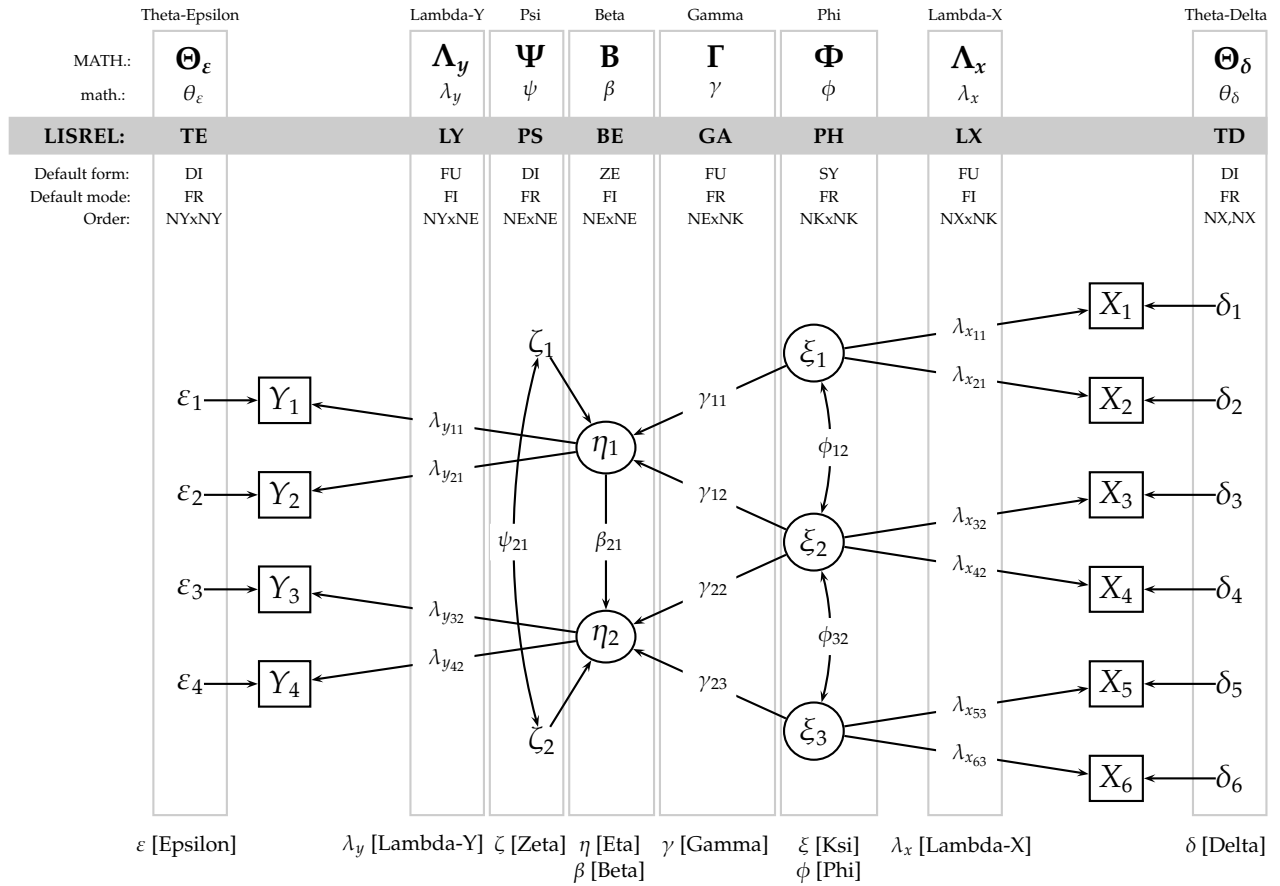 Theta-Epsilon Lambda-Y Psi Beta Gamma Phi Lambda-X Theta-Delta
MATH.: Θε Λy Ψ B Γ Φ Λx Θδ
math.: θε λy ψ β γ ϕ λx θδ
LISREL: TE LY PS BE GA PH LX TD
Default form: DI FU DI ZE FU SY FU DI
Default mode: FR FI FR FI FR FR FI FR
Order: NYxNY NYxNE NExNE NExNE NExNK NKxNK NXxNK NX,NX
X1 δ1
λx11
ζ1 ξ1
λx21
ε1 Y1 γ11 X2 δ2
λy11
η1 ϕ12
λy21
ε2 Y2 γ12 X3 δ3
λx32
ψ21 β21 ξ2
λx42
ε3 Y3 γ22 X4 δ4
λy32
η2 ϕ32
λy42
ε4 Y4 γ23 X5 δ5
λx53
ζ2 ξ3
λx63
X6 δ6
ε [Epsilon] λy [Lambda-Y] ζ [Zeta] η [Eta] γ [Gamma] ξ [Ksi] λx [Lambda-X] δ [Delta]
β [Beta] ϕ [Phi]